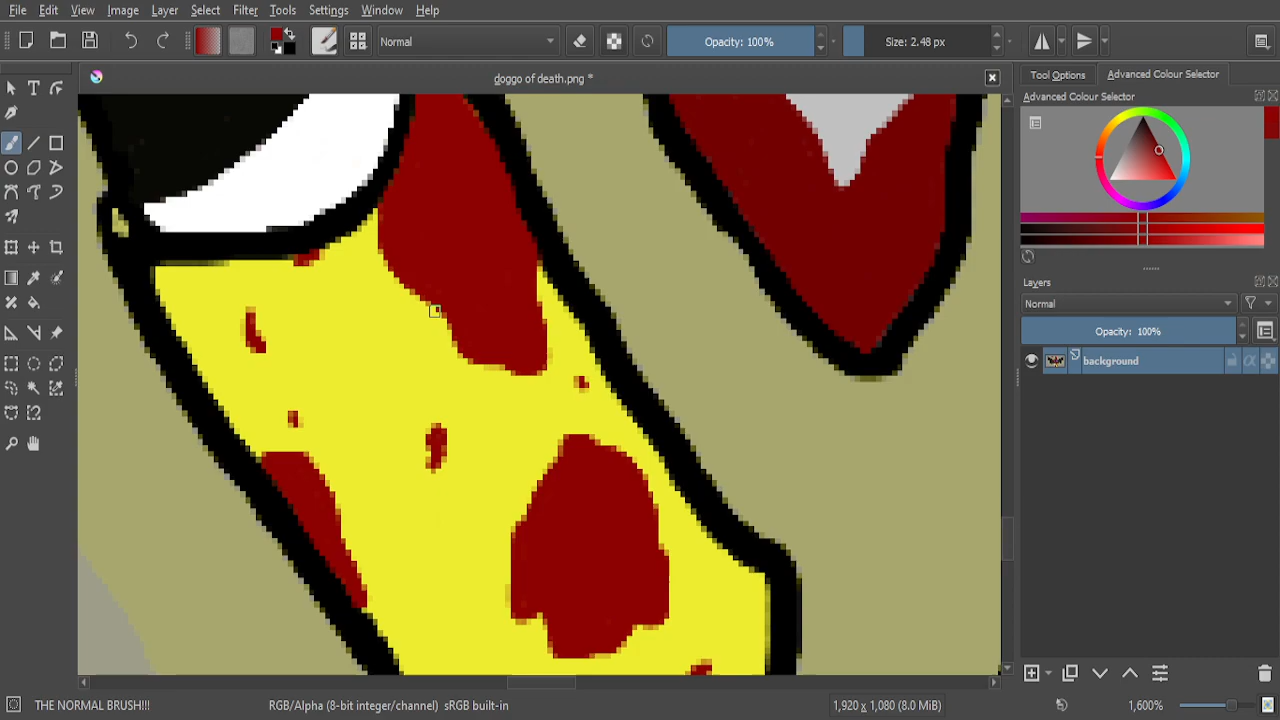 File Edit View Image Layer Select Filter Tools Settings Window Help
Normal Opacity: 100% Size: 2.48 px
doggo of death.png *
Tool Options Advanced Colour Selector
Advanced Colour Selector
Layers
Normal
Opacity: 100%
background
THE NORMAL BRUSH!!! RGB/Alpha (8-bit integer/channel) sRGB built-in 1,920 x 1,080 (8.0 MiB) 1,600%